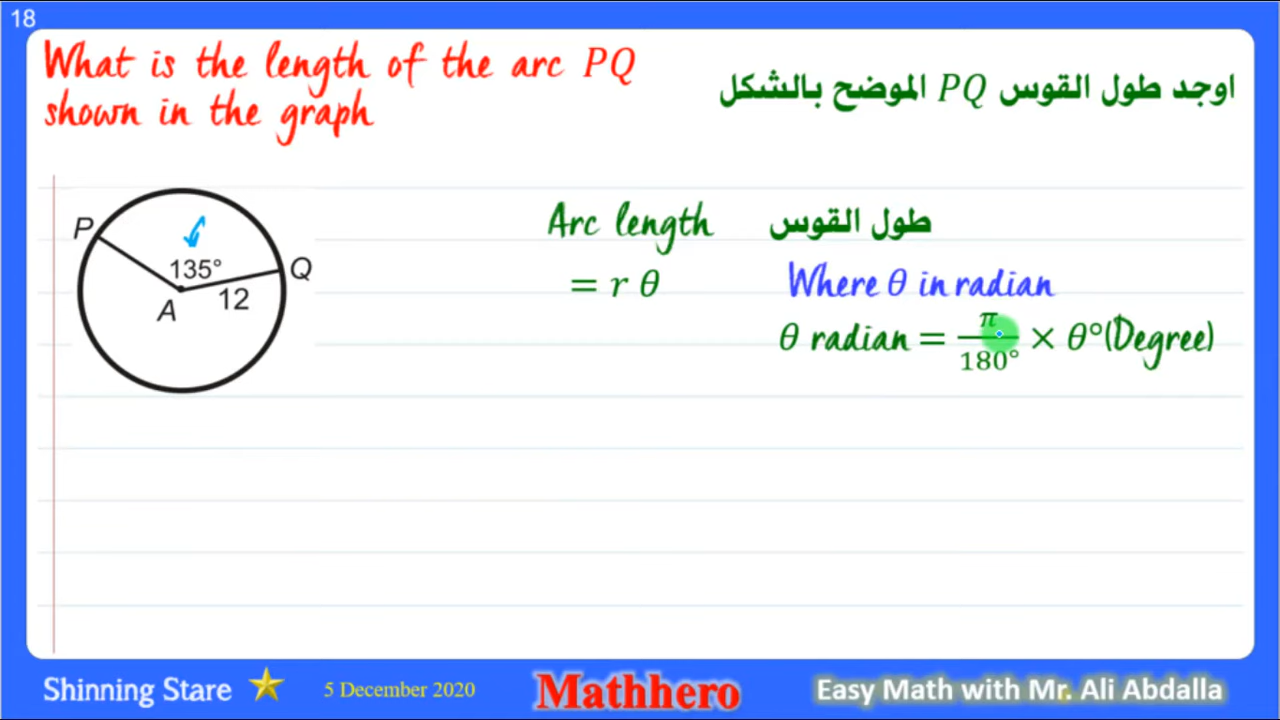 18
What is the length of the arc PQ
shown in the graph
اوجد طول القوس PQ الموضح بالشكل
P
135°
Q
12
A
Arc length
طول القوس
= r θ
Where θ in radian
θ radian = π/180° × θ°(Degree)
Shinning Stare
5 December 2020
Mathhero
Easy Math with Mr. Ali Abdalla